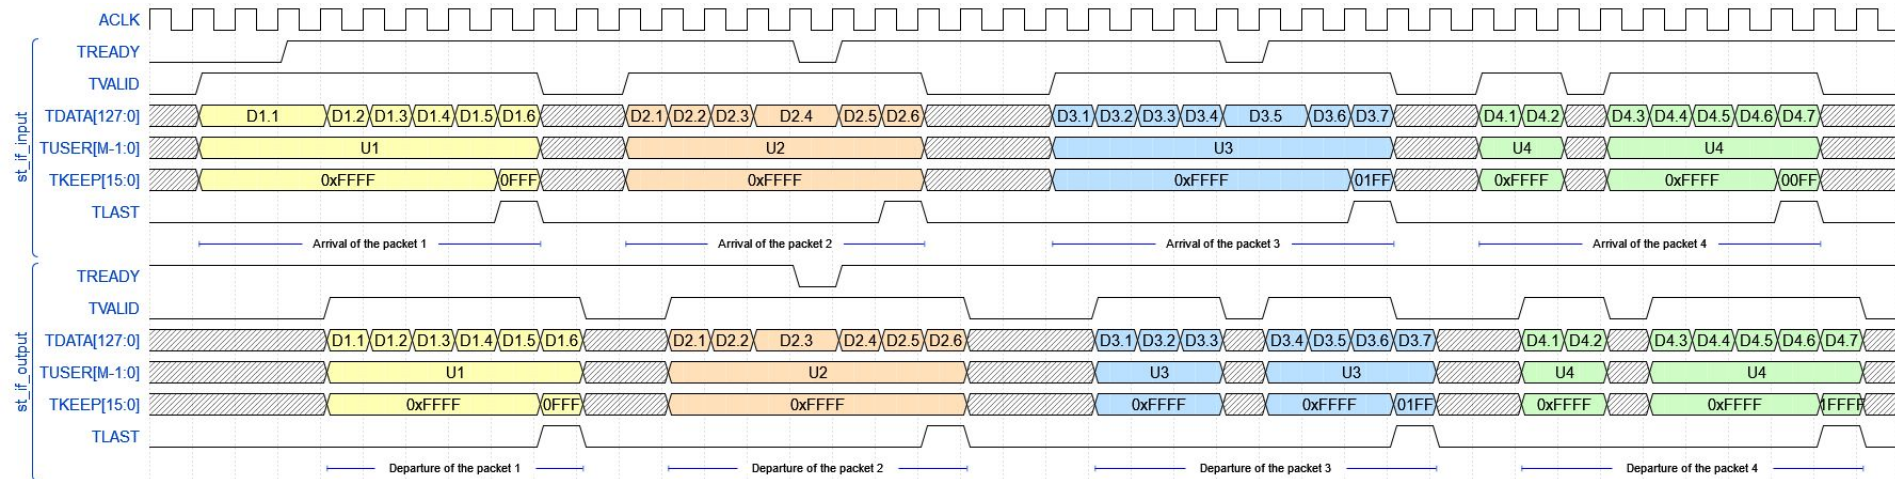 ACLK
st_if_input
TREADY
TVALID
TDATA[127:0] D1.1 D1.2 D1.3 D1.4 D1.5 D1.6 D2.1 D2.2 D2.3 D2.4 D2.5 D2.6 D3.1 D3.2 D3.3 D3.4 D3.5 D3.6 D3.7 D4.1 D4.2 D4.3 D4.4 D4.5 D4.6 D4.7
TUSER[M-1:0] U1 U2 U3 U4 U4
TKEEP[15:0] 0xFFFF 0FFF 0xFFFF 0xFFFF 01FF 0xFFFF 0xFFFF 00FF
TLAST
Arrival of the packet 1 Arrival of the packet 2 Arrival of the packet 3 Arrival of the packet 4
st_if_output
TREADY
TVALID
TDATA[127:0] D1.1 D1.2 D1.3 D1.4 D1.5 D1.6 D2.1 D2.2 D2.3 D2.4 D2.5 D2.6 D3.1 D3.2 D3.3 D3.4 D3.5 D3.6 D3.7 D4.1 D4.2 D4.3 D4.4 D4.5 D4.6 D4.7
TUSER[M-1:0] U1 U2 U3 U3 U4 U4
TKEEP[15:0] 0xFFFF 0FFF 0xFFFF 0xFFFF 0xFFFF 01FF 0xFFFF 0xFFFF
TLAST
Departure of the packet 1 Departure of the packet 2 Departure of the packet 3 Departure of the packet 4